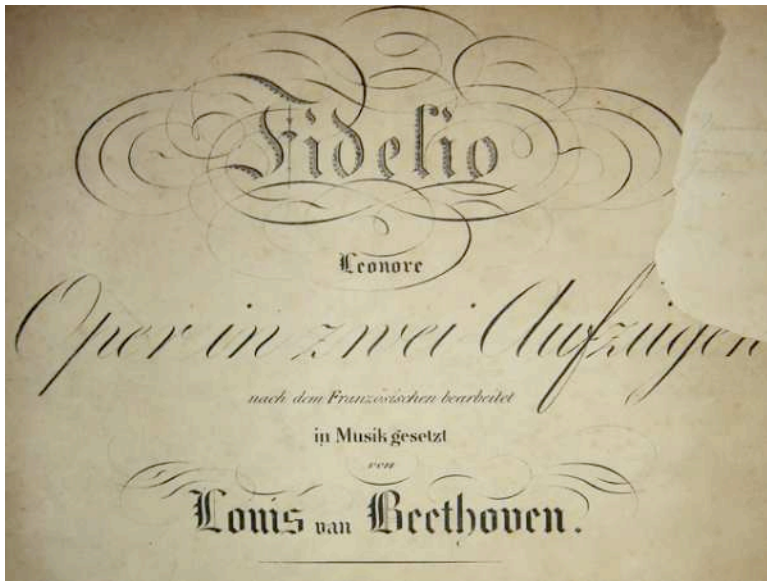 Fidelio
Leonore
Oper in zwei Aufzügen
nach dem Französischen bearbeitet
in Musik gesetzt
von
Louis van Beethoven.